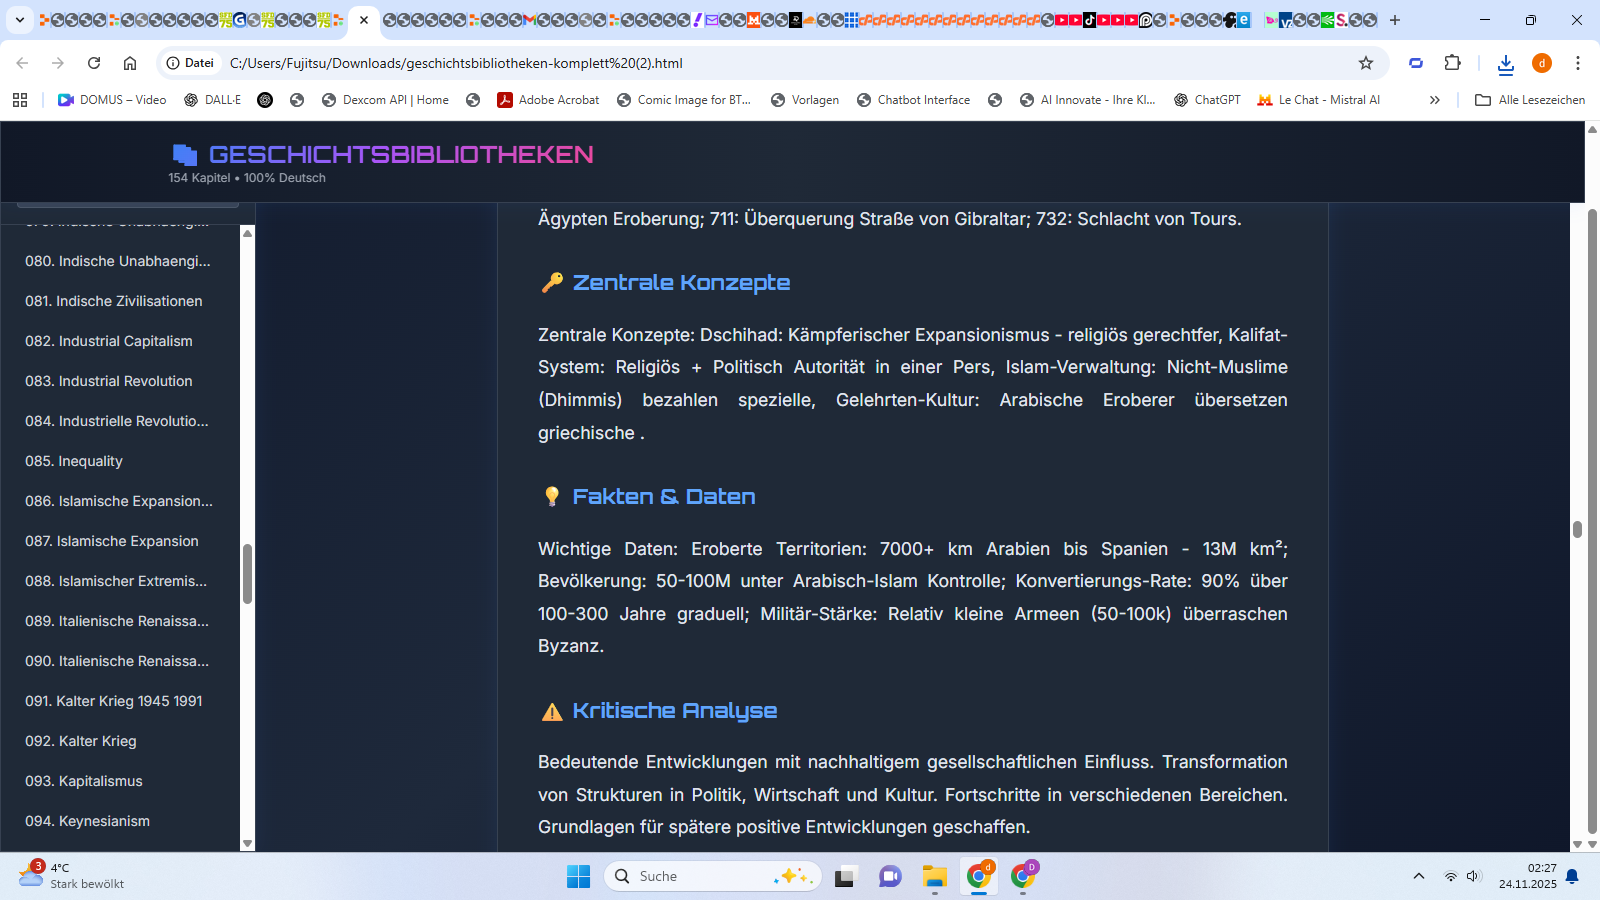 Datei
C:/Users/Fujitsu/Downloads/geschichtsbibliotheken-komplett%20(2).html
d
DOMUS – Video
DALL·E
Dexcom API | Home
Adobe Acrobat
Comic Image for BT...
Vorlagen
Chatbot Interface
AI Innovate - Ihre KI...
ChatGPT
Le Chat - Mistral AI
Alle Lesezeichen
GESCHICHTSBIBLIOTHEKEN
154 Kapitel • 100% Deutsch
080. Indische Unabhaengi...
081. Indische Zivilisationen
082. Industrial Capitalism
083. Industrial Revolution
084. Industrielle Revolutio...
085. Inequality
086. Islamische Expansion...
087. Islamische Expansion
088. Islamischer Extremis...
089. Italienische Renaissa...
090. Italienische Renaissa...
091. Kalter Krieg 1945 1991
092. Kalter Krieg
093. Kapitalismus
094. Keynesianism
Ägypten Eroberung; 711: Überquerung Straße von Gibraltar; 732: Schlacht von Tours.
Zentrale Konzepte
Zentrale Konzepte: Dschihad: Kämpferischer Expansionismus - religiös gerechtfer, Kalifat-
System: Religiös + Politisch Autorität in einer Pers, Islam-Verwaltung: Nicht-Muslime
(Dhimmis) bezahlen spezielle, Gelehrten-Kultur: Arabische Eroberer übersetzen
griechische .
Fakten & Daten
Wichtige Daten: Eroberte Territorien: 7000+ km Arabien bis Spanien - 13M km²;
Bevölkerung: 50-100M unter Arabisch-Islam Kontrolle; Konvertierungs-Rate: 90% über
100-300 Jahre graduell; Militär-Stärke: Relativ kleine Armeen (50-100k) überraschen
Byzanz.
Kritische Analyse
Bedeutende Entwicklungen mit nachhaltigem gesellschaftlichen Einfluss. Transformation
von Strukturen in Politik, Wirtschaft und Kultur. Fortschritte in verschiedenen Bereichen.
Grundlagen für spätere positive Entwicklungen geschaffen.
3
4°C
Stark bewölkt
Suche
d
D
02:27
24.11.2025